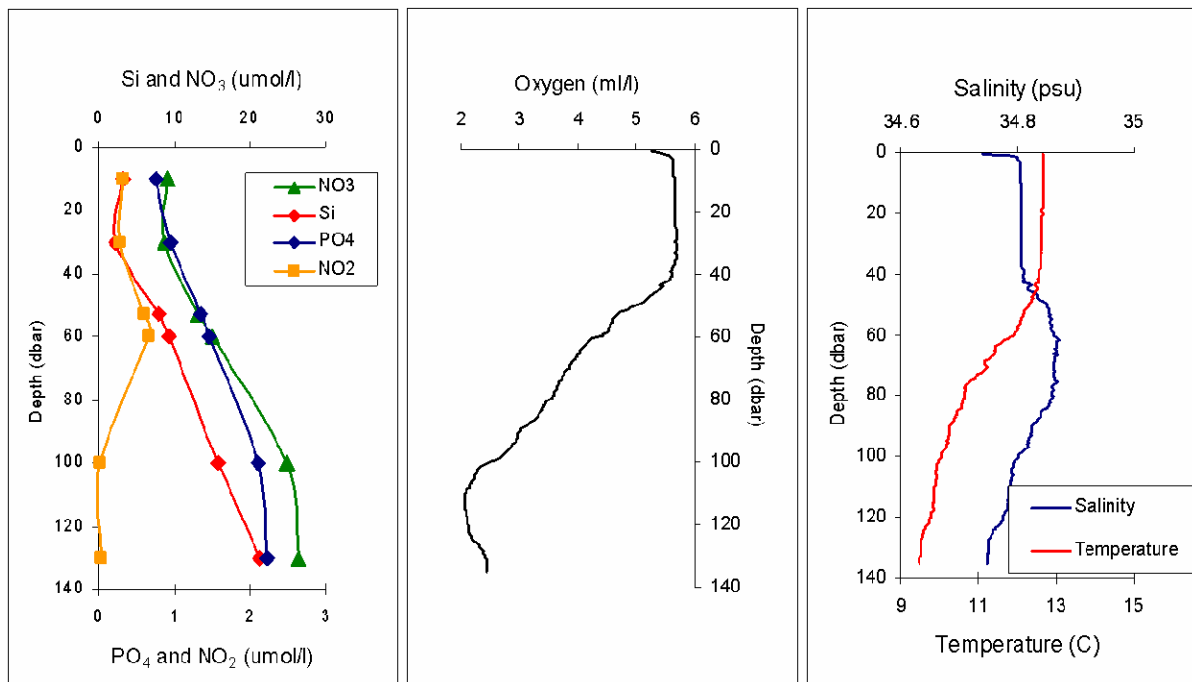 Si and NO3 (umol/l)
0 10 20 30
0
20
40
60
80
100
120
140
Depth (dbar)
NO3
Si
PO4
NO2
0 1 2 3
PO4 and NO2 (umol/l)
Oxygen (ml/l)
2 3 4 5 6
0
20
40
60
80
100
120
140
Depth (dbar)
Salinity (psu)
34.6 34.8 35
0
20
40
60
80
100
120
140
Depth (dbar)
Salinity
Temperature
9 11 13 15
Temperature (C)